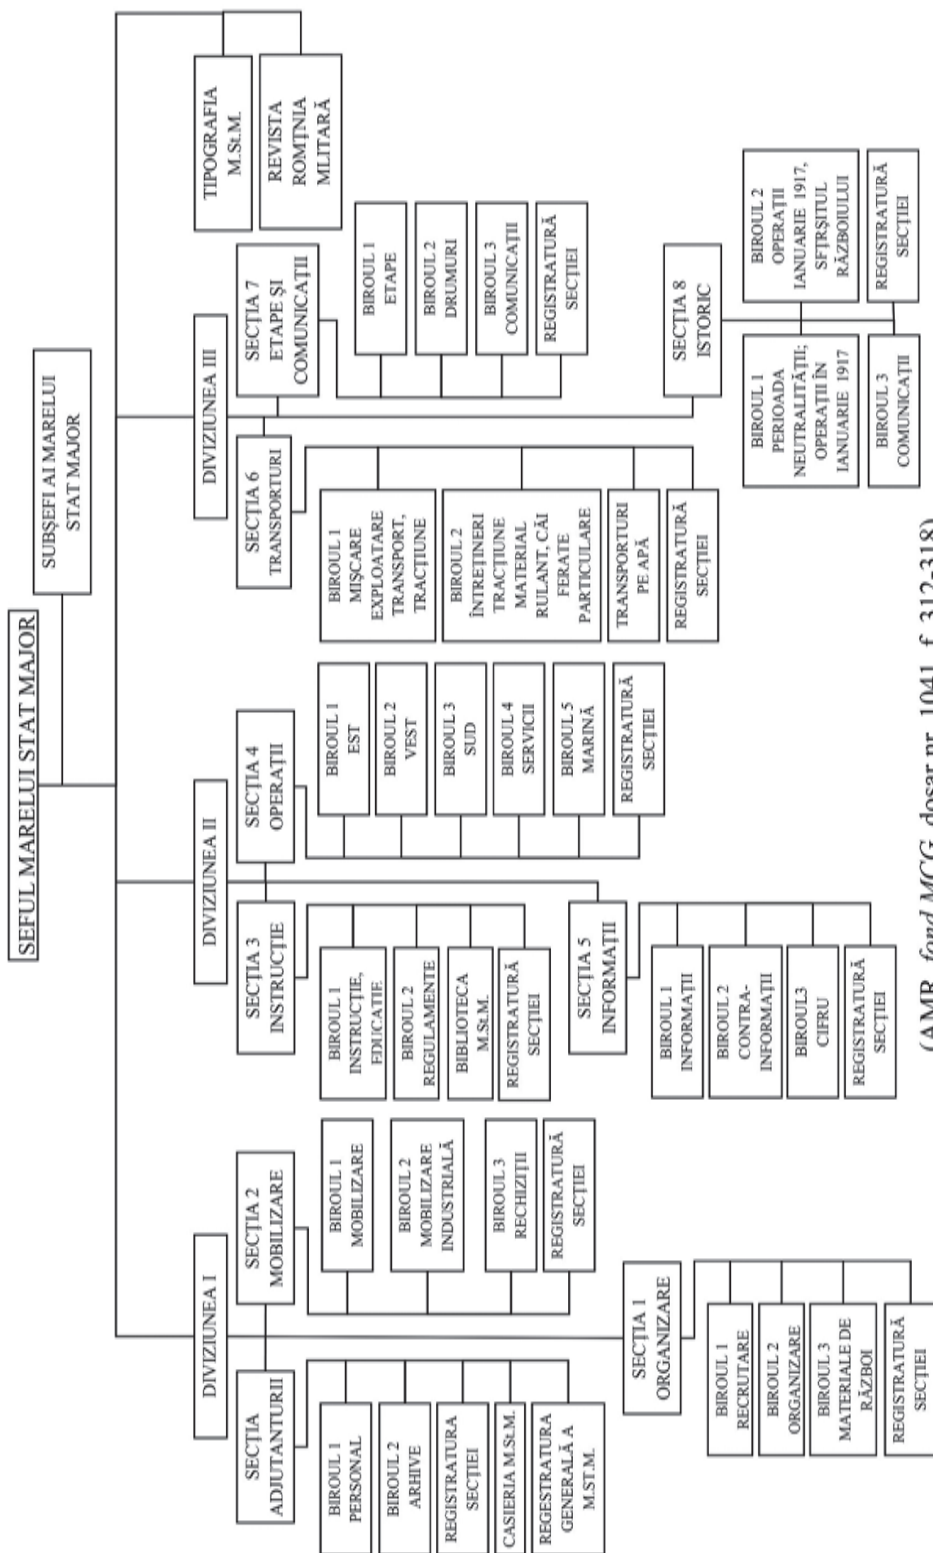 SEFUL MARELUI STAT MAJOR
SUBȘEFI AI MARELUI
STAT MAJOR
DIVIZIUNEA I
SECȚIA
ADJUTANTURII
BIROUL 1
PERSONAL
BIROUL 2
ARHIVE
REGISTRATURA
SECȚIEI
CASIERIA M.St.M.
REGESTRATURA
GENERALĂ A
M.ST.M.
SECȚIA 2
MOBILIZARE
BIROUL 1
MOBILIZARE
BIROUL 2
MOBILIZARE
INDUSTRIALĂ
BIROUL 3
RECHIZIȚII
REGISTRATURĂ
SECȚIEI
SECȚIA 1
ORGANIZARE
BIROUL 1
RECRUTARE
BIROUL 2
ORGANIZARE
BIROUL 3
MATERIALE DE
RĂZBOI
REGISTRATURĂ
SECȚIEI
DIVIZIUNEA II
SECȚIA 3
INSTRUCȚIE
BIROUL 1
INSTRUCȚIE,
EDUCAȚIE
BIROUL 2
REGULAMENTE
BIBLIOTECA
M.St.M.
REGISTRATURĂ
SECȚIEI
SECȚIA 4
OPERAȚII
BIROUL 1
EST
BIROUL 2
VEST
BIROUL 3
SUD
BIROUL 4
SERVICII
BIROUL 5
MARINĂ
REGISTRATURĂ
SECȚIEI
SECȚIA 5
INFORMAȚII
BIROUL 1
INFORMAȚII
BIROUL 2
CONTRA-
INFORMAȚII
BIROUL3
CIFRU
REGISTRATURĂ
SECȚIEI
DIVIZIUNEA III
SECȚIA 6
TRANSPORTURI
BIROUL 1
MIȘCARE
EXPLOATARE
TRANSPORT,
TRACȚIUNE
BIROUL 2
ÎNTREȚINERI
TRACȚIUNE
MATERIAL
RULANT, CĂI
FERATE
PARTICULARE
TRANSPORTURI
PE APĂ
REGISTRATURĂ
SECȚIEI
SECȚIA 7
ETAPE ȘI
COMUNICAȚII
BIROUL 1
ETAPE
BIROUL 2
DRUMURI
BIROUL 3
COMUNICAȚII
REGISTRATURĂ
SECȚIEI
SECȚIA 8
ISTORIC
BIROUL 1
PERIOADA
NEUTRALITĂȚII;
OPERAȚII ÎN
IANUARIE 1917
BIROUL 2
OPERAȚII
IANUARIE 1917,
SFTRȘITUL
RĂZBOIULUI
BIROUL 3
COMUNICAȚII
REGISTRATURĂ
SECȚIEI
TIPOGRAFIA
M.St.M.
REVISTA
ROMȚNIA
MLITARĂ
(AMR, fond MCG, dosar nr. 1041, f. 312-318)